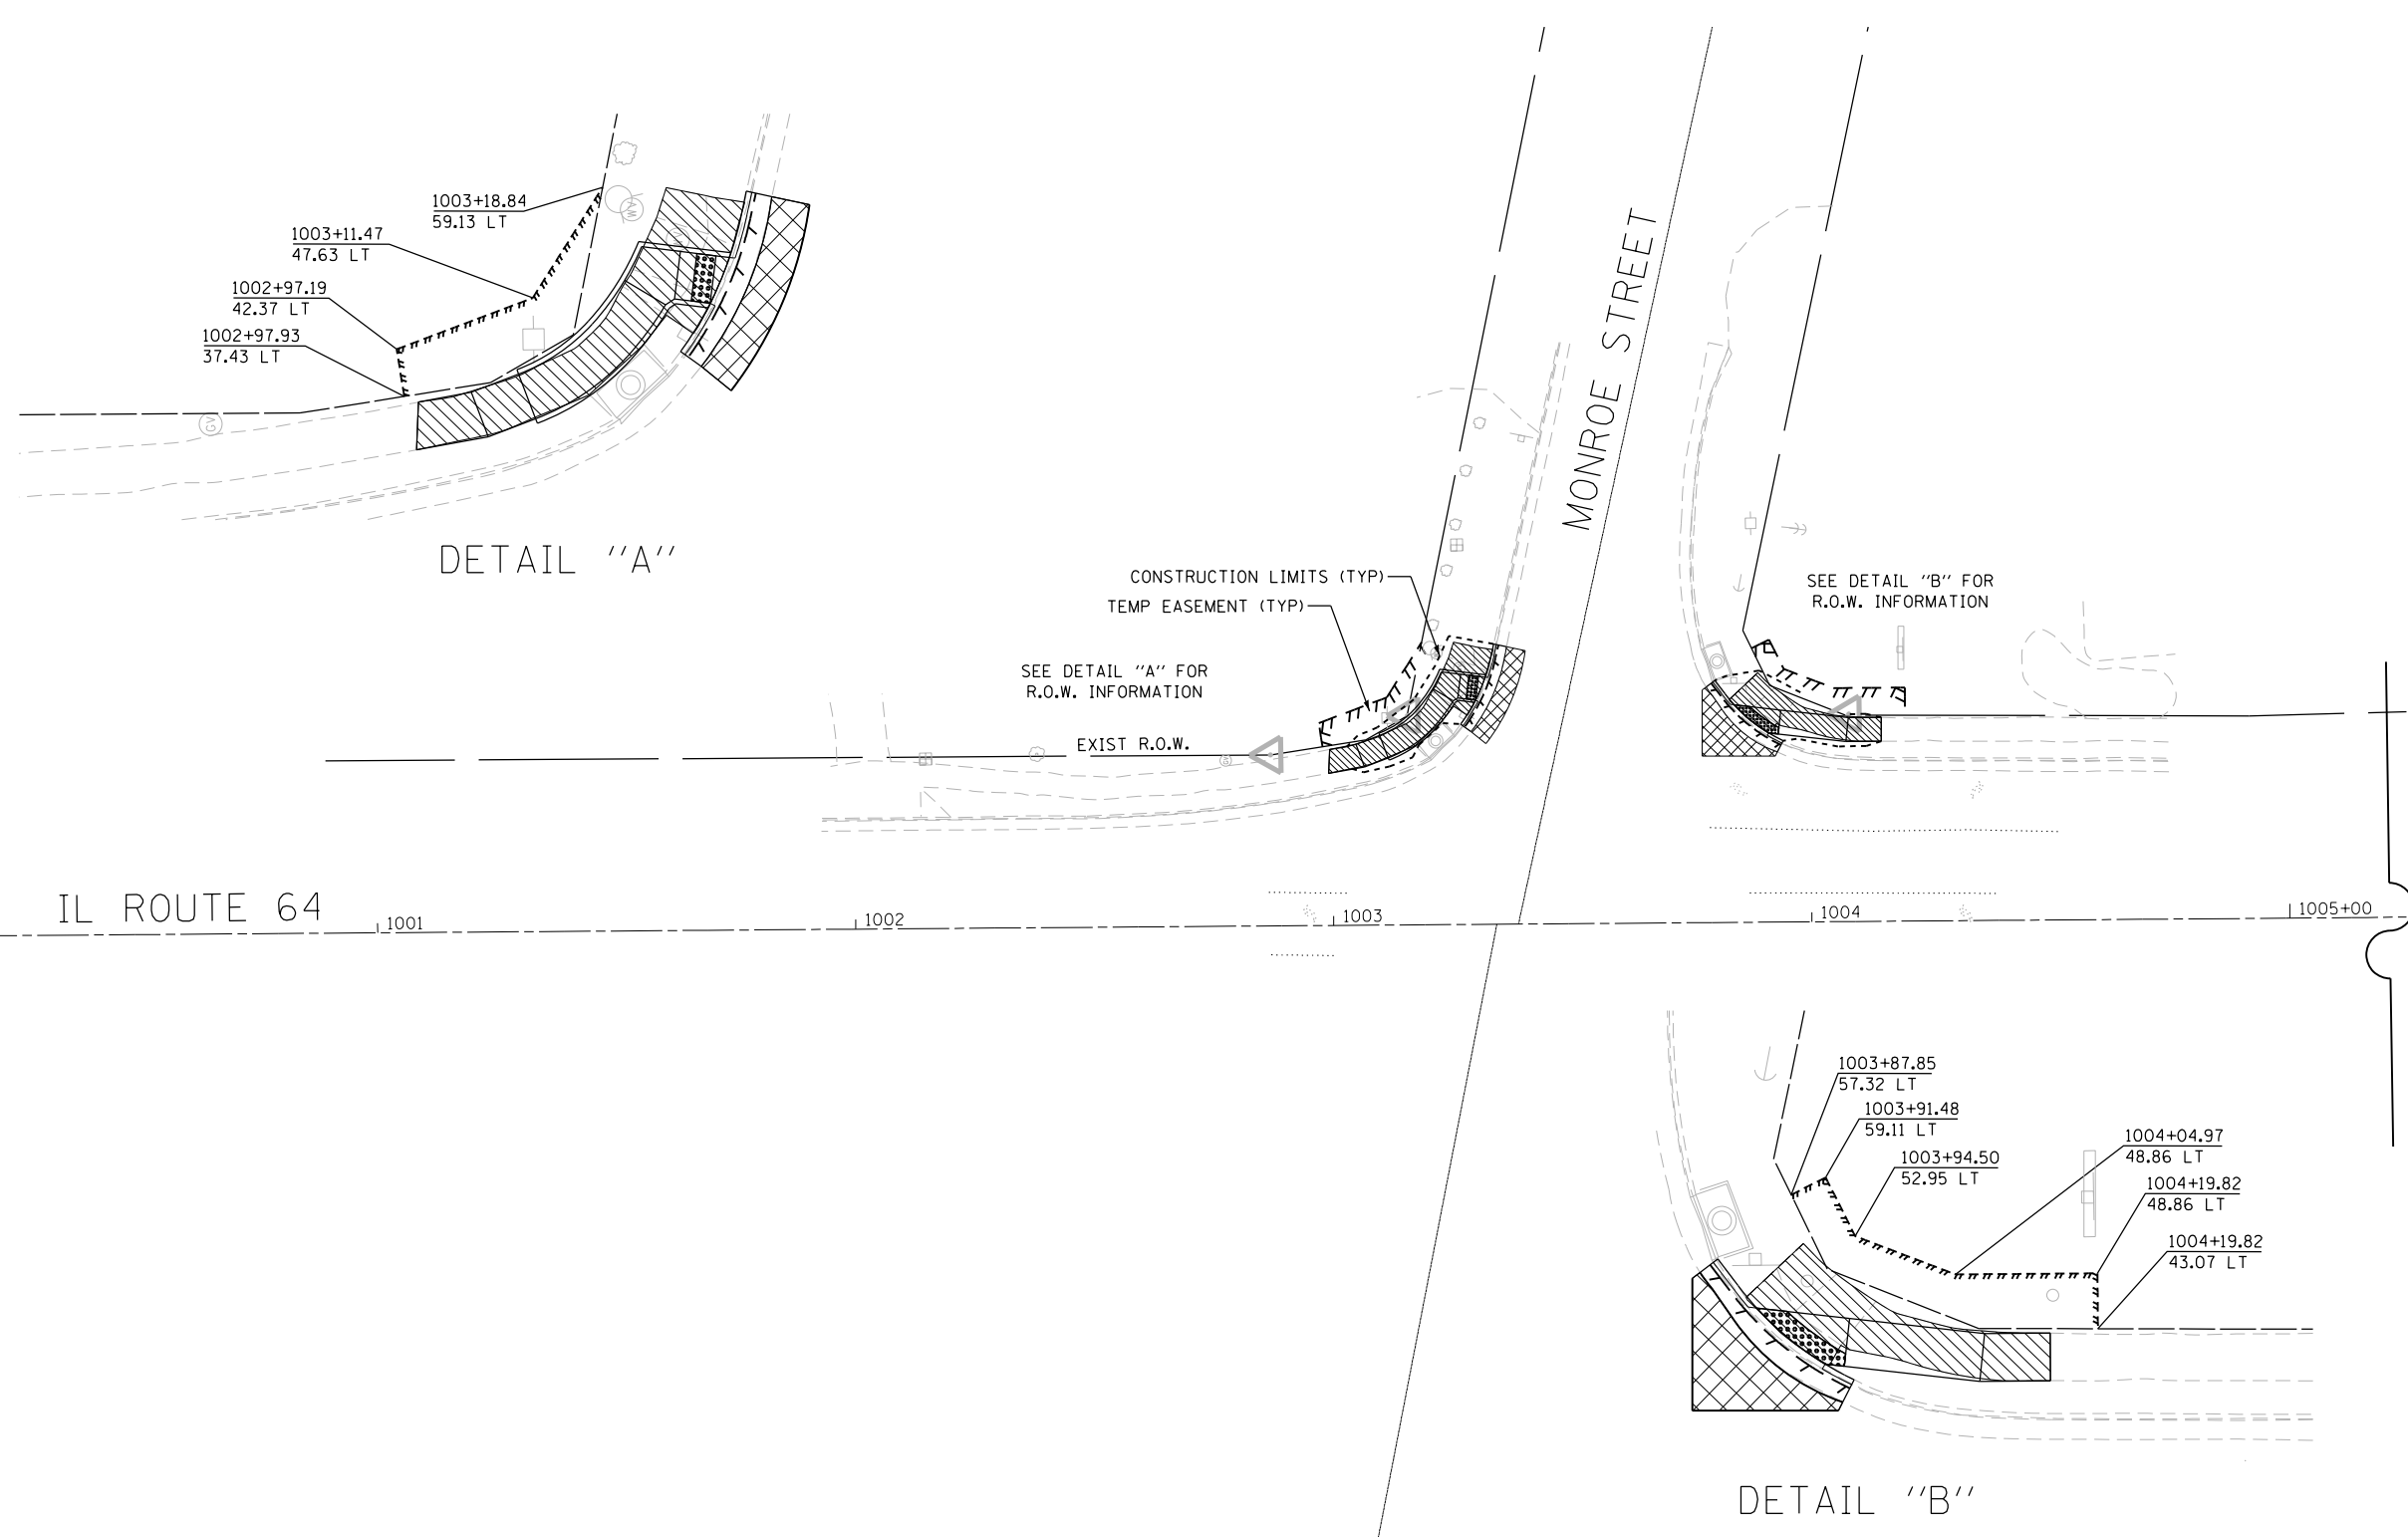 1003+18.84
59.13 LT
1003+11.47
47.63 LT
1002+97.19
42.37 LT
1002+97.93
37.43 LT
GV
DETAIL "A"
MONROE STREET
CONSTRUCTION LIMITS (TYP)
TEMP EASEMENT (TYP)
SEE DETAIL "A" FOR
R.O.W. INFORMATION
SEE DETAIL "B" FOR
R.O.W. INFORMATION
EXIST R.O.W.
IL ROUTE 64
1001
1002
1003
1004
1005+00
1003+87.85
57.32 LT
1003+91.48
59.11 LT
1003+94.50
52.95 LT
1004+04.97
48.86 LT
1004+19.82
48.86 LT
1004+19.82
43.07 LT
DETAIL "B"